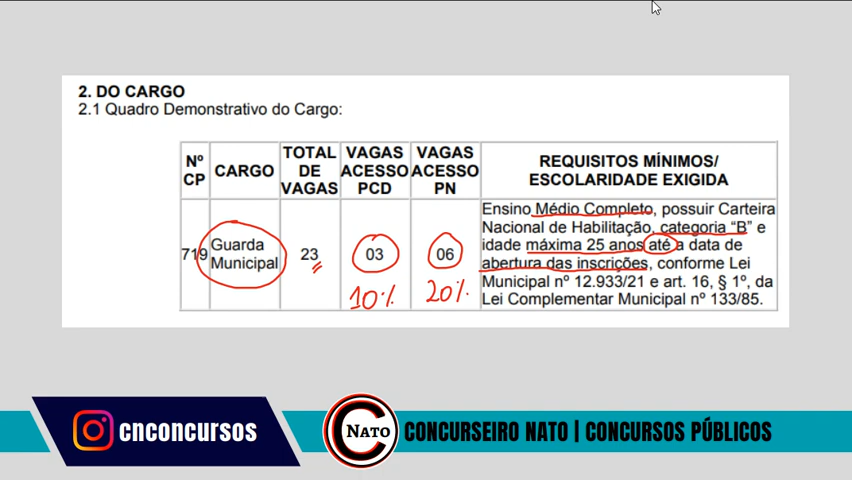 2. DO CARGO
2.1 Quadro Demonstrativo do Cargo:
Nº CP
CARGO
TOTAL DE VAGAS
VAGAS ACESSO PCD
VAGAS ACESSO PN
REQUISITOS MÍNIMOS/
ESCOLARIDADE EXIGIDA
719
Guarda
Municipal
23
03
10%
06
20%
Ensino Médio Completo, possuir Carteira
Nacional de Habilitação, categoria “B” e
idade máxima 25 anos até a data de
abertura das inscrições, conforme Lei
Municipal nº 12.933/21 e art. 16, § 1º, da
Lei Complementar Municipal nº 133/85.
cnconcursos
C NATO
CONCURSEIRO NATO | CONCURSOS PÚBLICOS